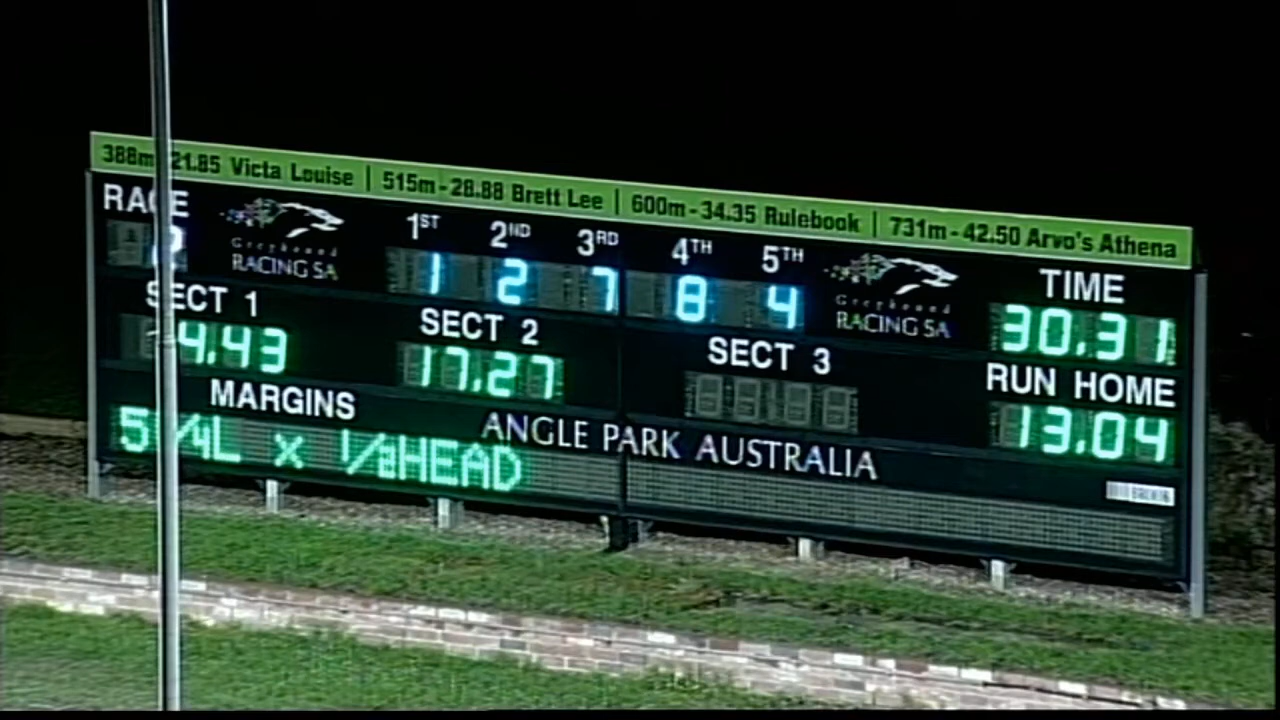 388m 21.85 Victa Louise | 515m - 28.88 Brett Lee | 600m - 34.35 Rulebook | 731m - 42.50 Arvo's Athena
RACE 1ST 2ND 3RD 4TH 5TH TIME
Greyhound RACING SA 1 2 7 8 4 Greyhound RACING SA 30.31
SECT 1 SECT 2 SECT 3 RUN HOME
4.43 17.27 13.04
MARGINS ANGLE PARK AUSTRALIA
x 1/2HEAD